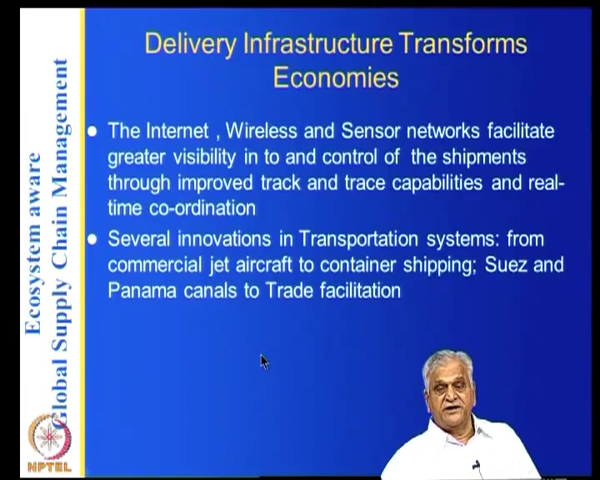 Delivery Infrastructure Transforms
Economies
The Internet , Wireless and Sensor networks facilitate
greater visibility in to and control of the shipments
through improved track and trace capabilities and real-
time co-ordination
Several innovations in Transportation systems: from
commercial jet aircraft to container shipping; Suez and
Panama canals to Trade facilitation
Ecosystem aware
Global Supply Chain Management
NPTEL